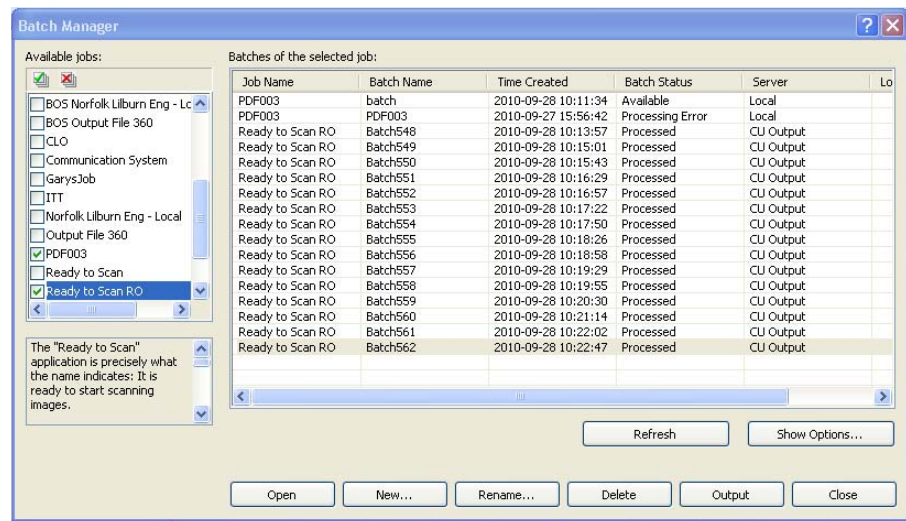 Batch Manager
Available jobs:
BOS Norfolk Lilburn Eng - Lc
BOS Output File 360
CLO
Communication System
GarysJob
ITT
Norfolk Lilburn Eng - Local
Output File 360
PDF003
Ready to Scan
Ready to Scan RO
The "Ready to Scan"
application is precisely what
the name indicates: It is
ready to start scanning
images.
Batches of the selected job:
Job Name Batch Name Time Created Batch Status Server Lo
PDF003 batch 2010-09-28 10:11:34 Available Local
PDF003 PDF003 2010-09-27 15:56:42 Processing Error Local
Ready to Scan RO Batch548 2010-09-28 10:13:57 Processed CU Output
Ready to Scan RO Batch549 2010-09-28 10:15:01 Processed CU Output
Ready to Scan RO Batch550 2010-09-28 10:15:43 Processed CU Output
Ready to Scan RO Batch551 2010-09-28 10:16:29 Processed CU Output
Ready to Scan RO Batch552 2010-09-28 10:16:57 Processed CU Output
Ready to Scan RO Batch553 2010-09-28 10:17:22 Processed CU Output
Ready to Scan RO Batch554 2010-09-28 10:17:50 Processed CU Output
Ready to Scan RO Batch555 2010-09-28 10:18:26 Processed CU Output
Ready to Scan RO Batch556 2010-09-28 10:18:58 Processed CU Output
Ready to Scan RO Batch557 2010-09-28 10:19:29 Processed CU Output
Ready to Scan RO Batch558 2010-09-28 10:19:55 Processed CU Output
Ready to Scan RO Batch559 2010-09-28 10:20:30 Processed CU Output
Ready to Scan RO Batch560 2010-09-28 10:21:14 Processed CU Output
Ready to Scan RO Batch561 2010-09-28 10:22:02 Processed CU Output
Ready to Scan RO Batch562 2010-09-28 10:22:47 Processed CU Output
Refresh Show Options...
Open New... Rename... Delete Output Close